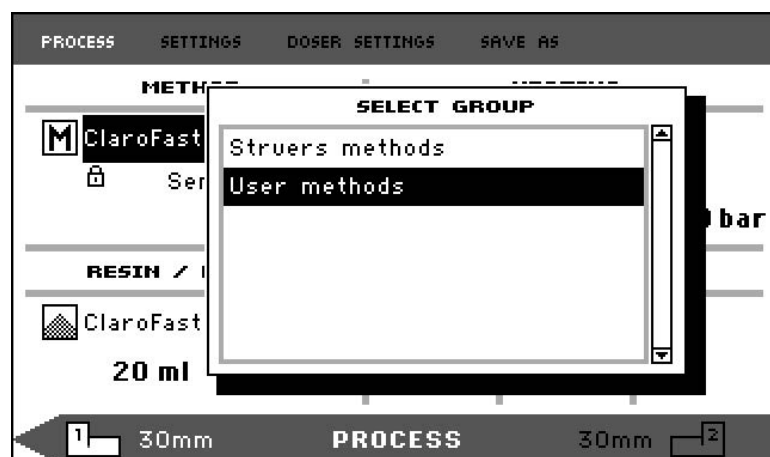 PROCESS SETTINGS DOSER SETTINGS SAVE AS
SELECT GROUP
M ClaroFast
Struers methods
User methods
bar
RESIN /
ClaroFast
20 ml
1 30mm PROCESS 30mm 2